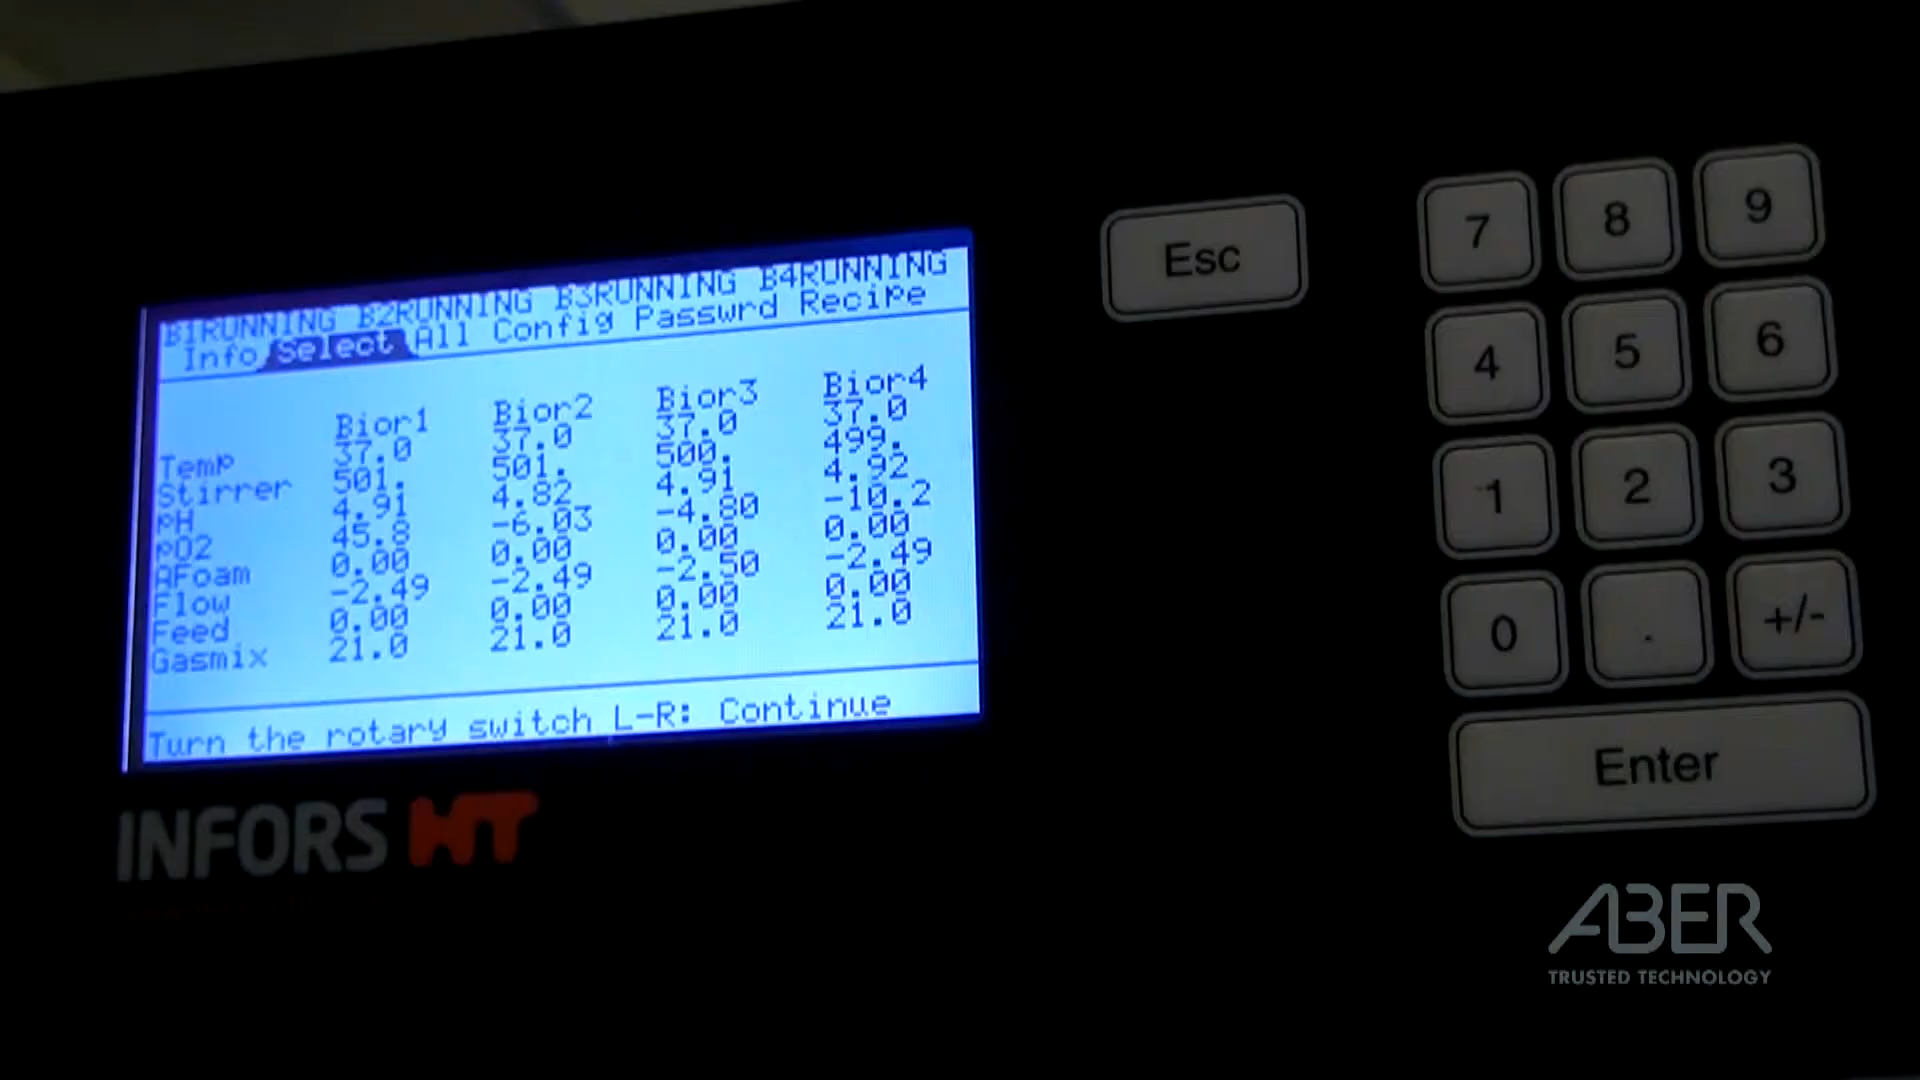 B1RUNNING B2RUNNING B3RUNNING B4RUNNING
Info Select All Config Passwrd Recipe
Bior1 Bior2 Bior3 Bior4
Temp 37.0 37.0 37.0 37.0
Stirrer 501. 501. 500. 499.
pH 4.91 4.82 4.91 4.92
pO2 45.8 -6.03 -4.80 -10.2
AFoam 0.00 0.00 0.00 0.00
Flow -2.49 -2.49 -2.50 -2.49
Feed 0.00 0.00 0.00 0.00
Gasmix 21.0 21.0 21.0 21.0
Turn the rotary switch L-R: Continue
INFORS HT
Esc
7 8 9
4 5 6
1 2 3
0 . +/-
Enter
ABER
TRUSTED TECHNOLOGY